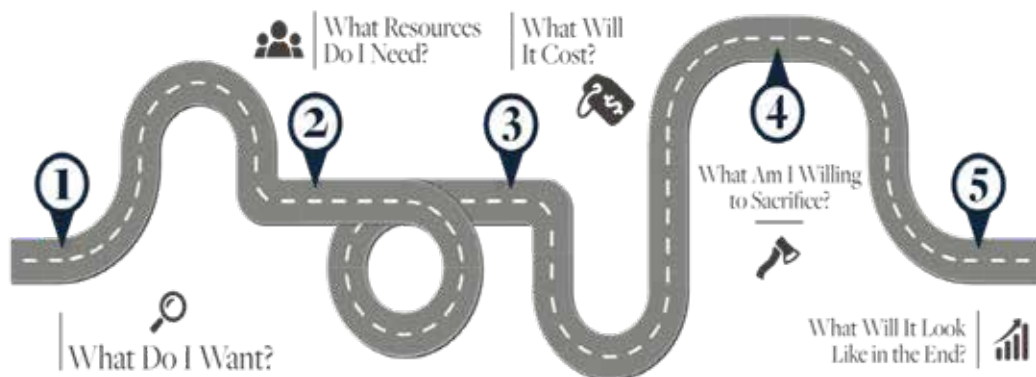 1
What Do I Want?
2
What Resources
Do I Need?
3
What Will
It Cost?
$
4
What Am I Willing
to Sacrifice?
5
What Will It Look
Like in the End?